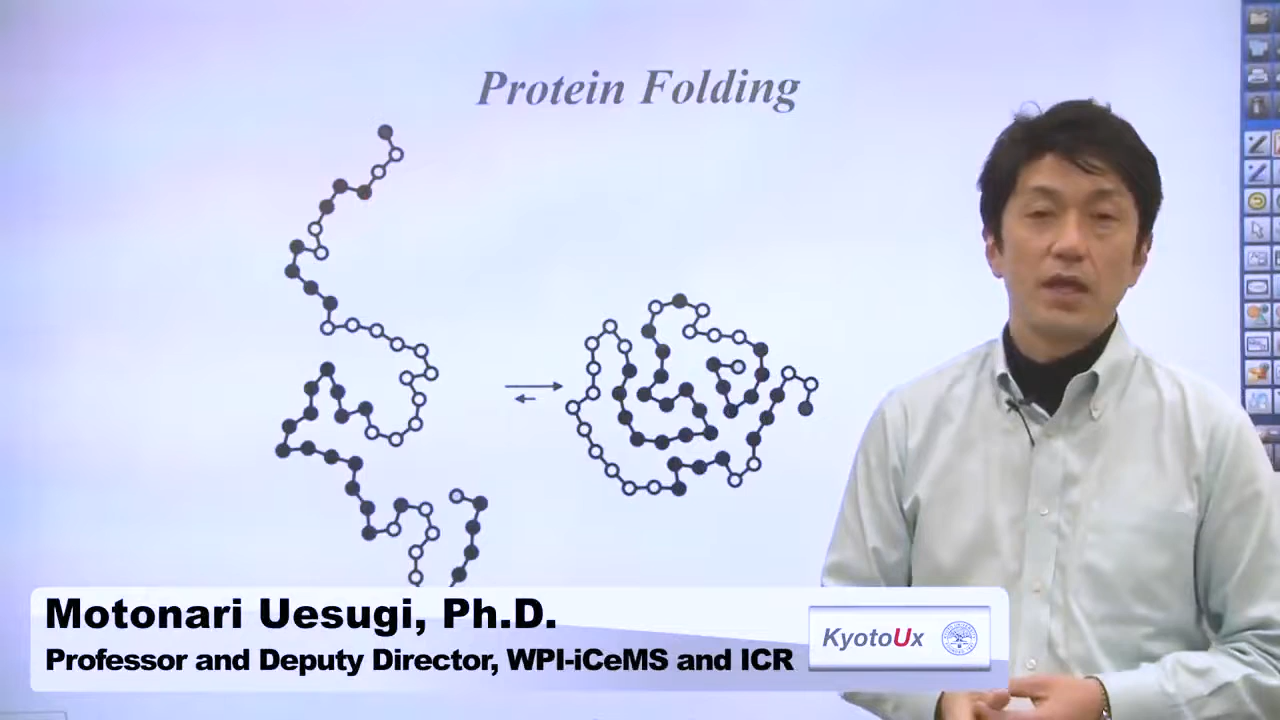 Protein Folding
Motonari Uesugi, Ph.D.
Professor and Deputy Director, WPI-iCeMS and ICR
KyotoUx